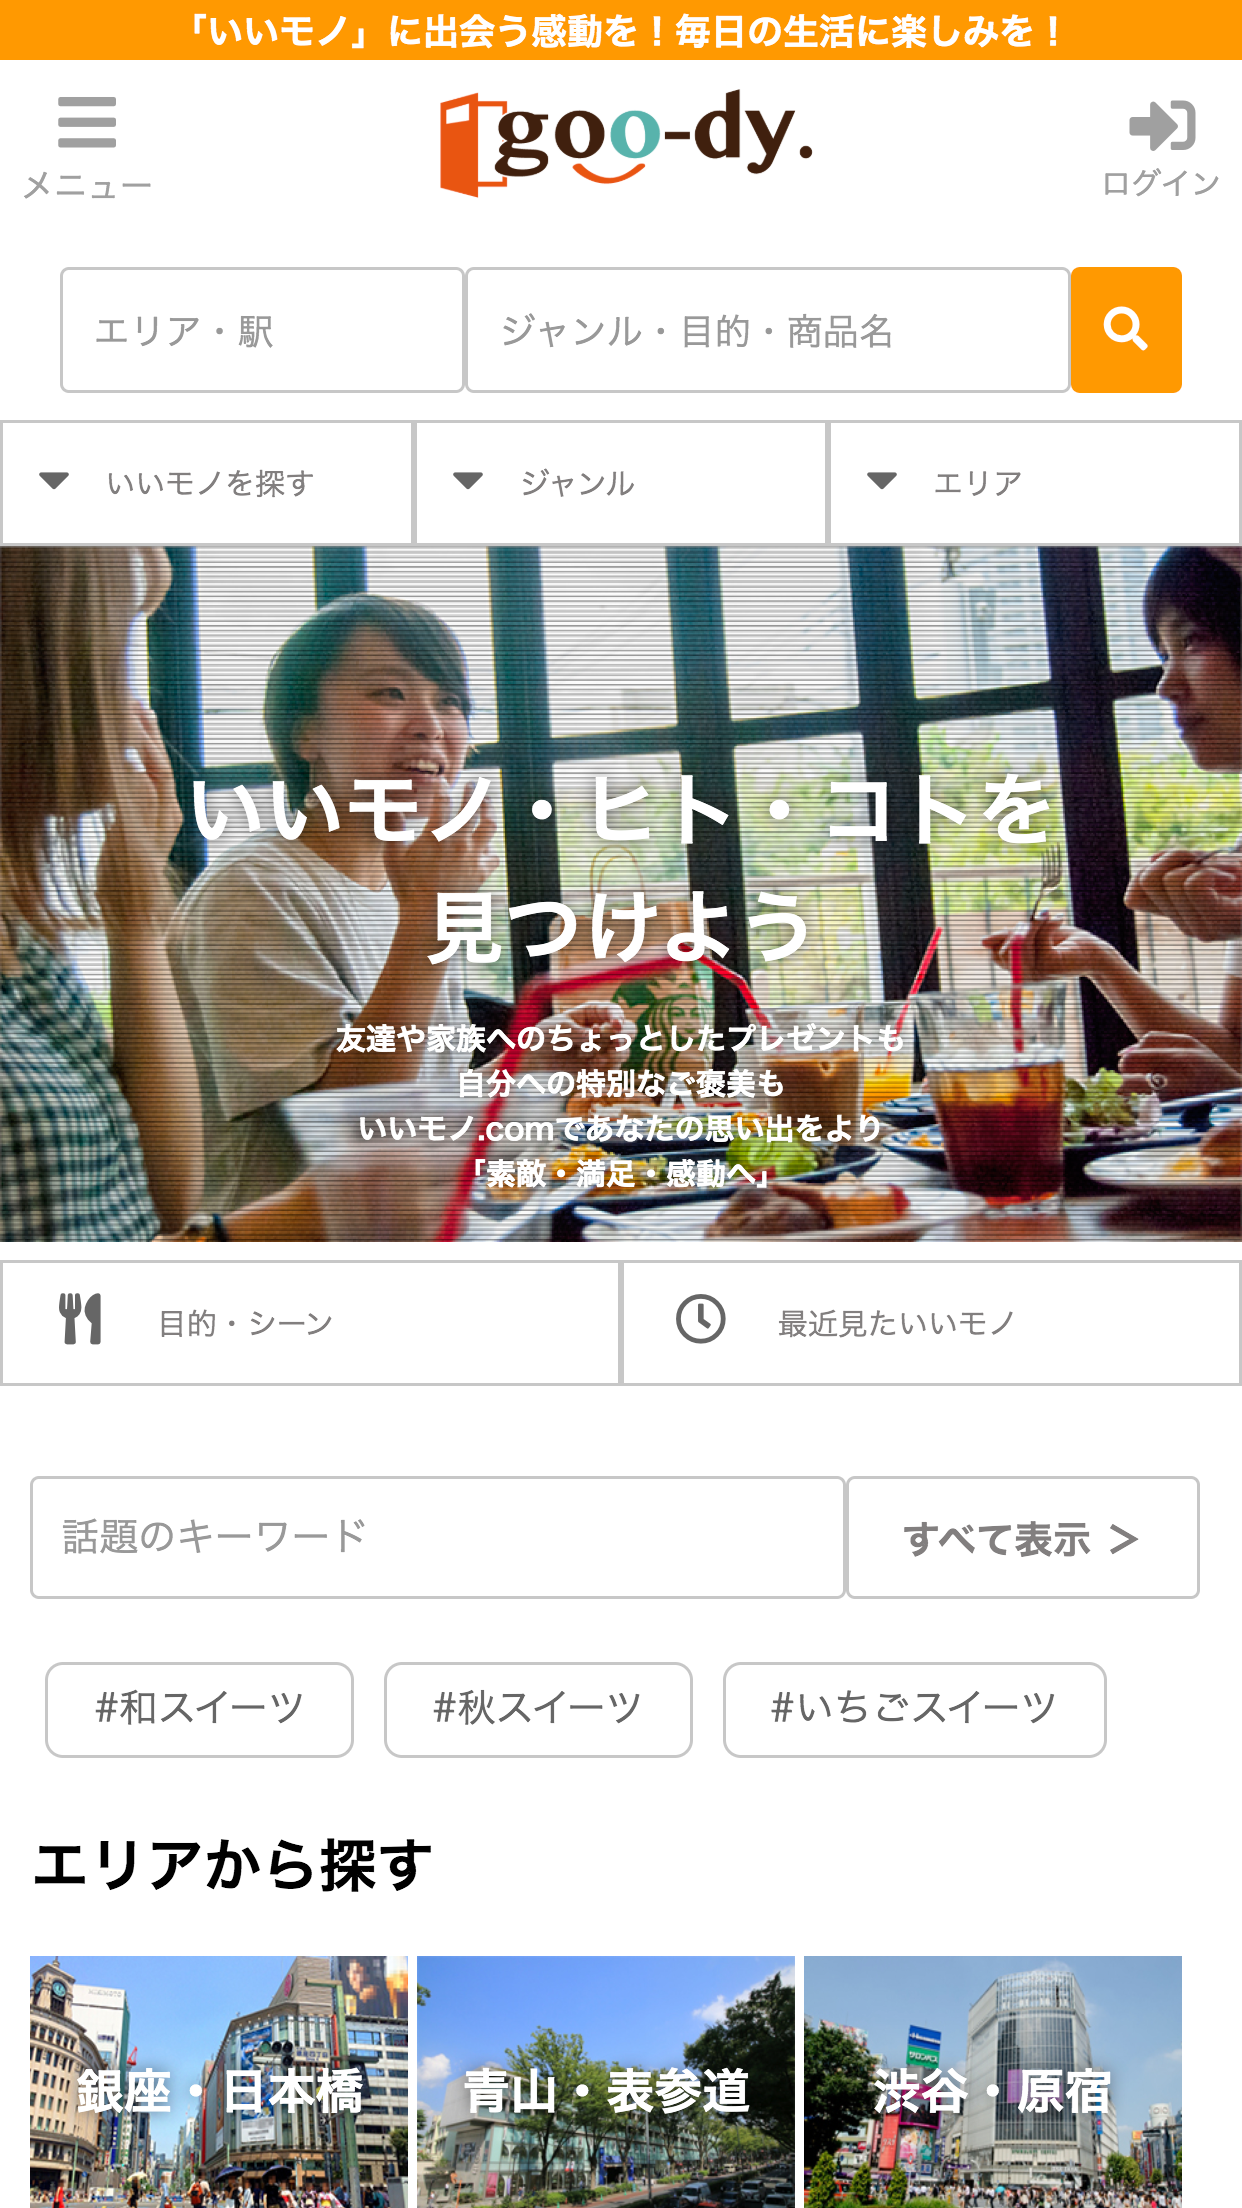 「いいモノ」に出会う感動を！毎日の生活に楽しみを！
メニュー
goo-dy.
ログイン
エリア・駅
ジャンル・目的・商品名
いいモノを探す
ジャンル
エリア
いいモノ・ヒト・コトを
見つけよう
友達や家族へのちょっとしたプレゼントも
自分への特別なご褒美も
いいモノ.comであなたの思い出をより
「素敵・満足・感動へ」
目的・シーン
最近見たいいモノ
話題のキーワード
すべて表示 ＞
#和スイーツ
#秋スイーツ
#いちごスイーツ
エリアから探す
銀座・日本橋
青山・表参道
渋谷・原宿